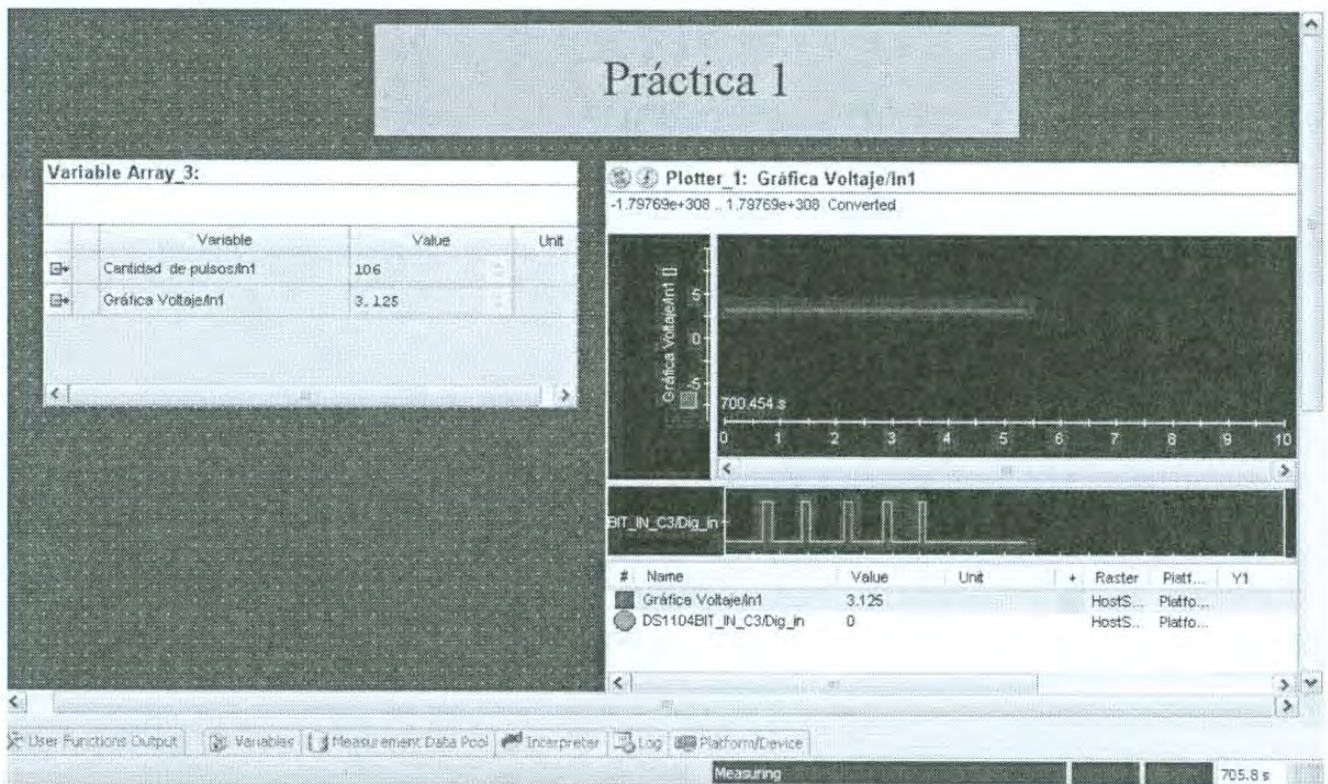 Práctica 1
Variable Array_3:
Variable Value Unit
Cantidad de pulsos/In1 106
Gráfica Voltaje/In1 3.125
Plotter_1: Gráfica Voltaje/In1
-1.79769e+308 .. 1.79769e+308 Converted
Gráfica Voltaje/In1 []
5
0
-5
700.454 s
0 1 2 3 4 5 6 7 8 9 10
BIT_IN_C3/Dig_in
# Name Value Unit + Raster Platf... Y1
Gráfica Voltaje/In1 3.125 HostS... Platfo...
DS1104BIT_IN_C3/Dig_in 0 HostS... Platfo...
User Functions Output Variables Measurement Data Pool Interpreter Log Platform/Device
Measuring 705.8 s